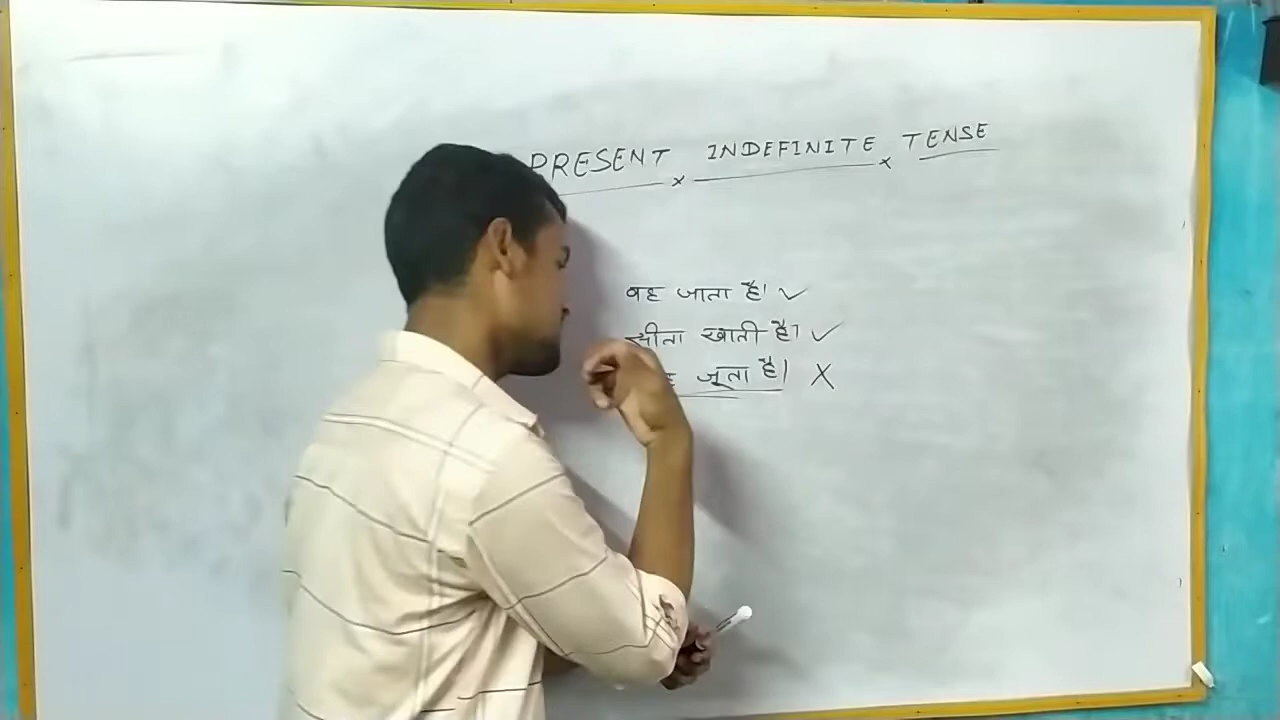 PRESENT × INDEFINITE × TENSE
वह जाता है। ✓
सीता खाती है। ✓
जूता है। X